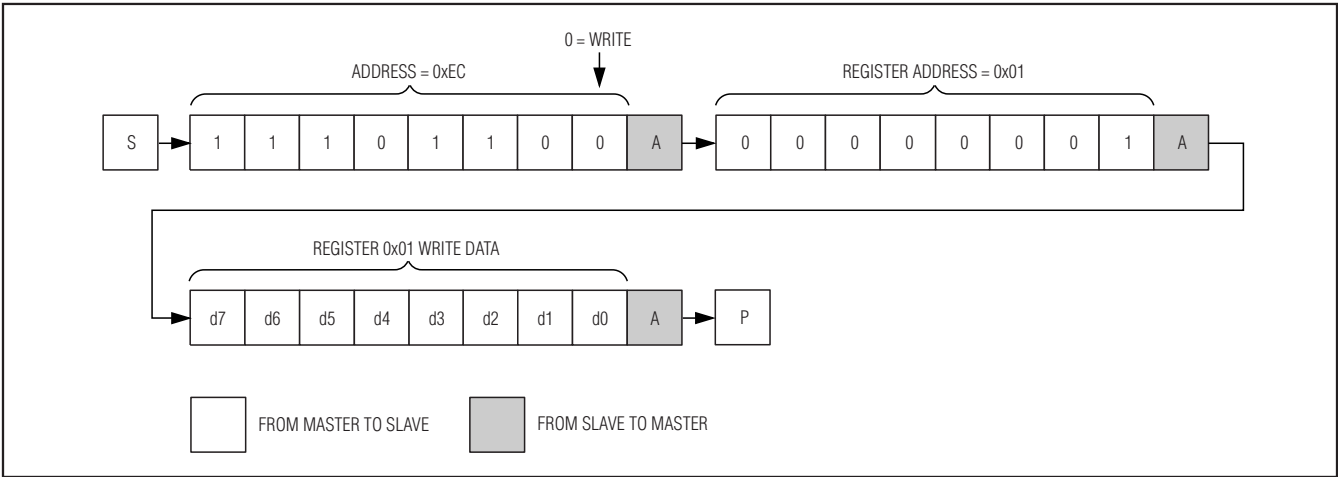 0 = WRITE
ADDRESS = 0xEC
REGISTER ADDRESS = 0x01
S 1 1 1 0 1 1 0 0 A 0 0 0 0 0 0 0 1 A
REGISTER 0x01 WRITE DATA
d7 d6 d5 d4 d3 d2 d1 d0 A P
FROM MASTER TO SLAVE
FROM SLAVE TO MASTER